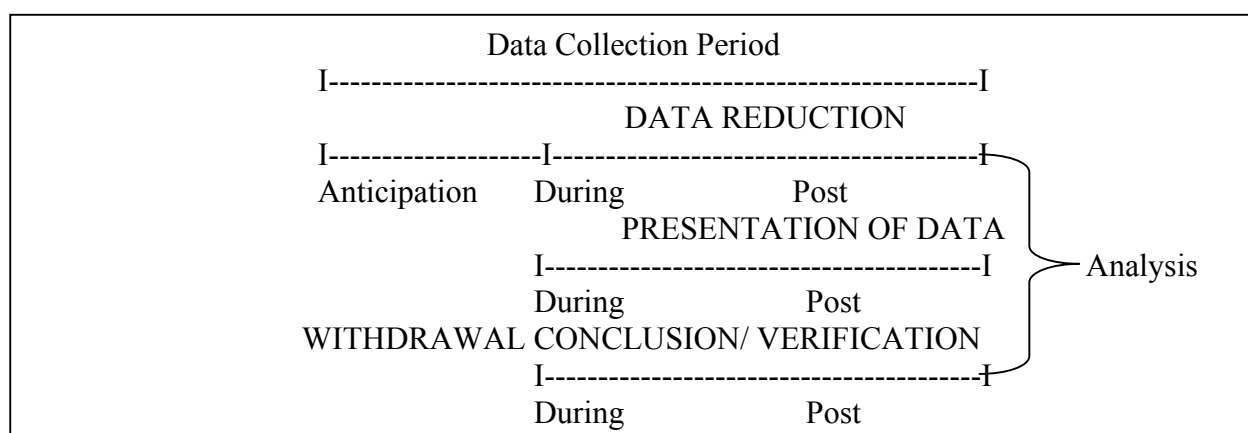 Data Collection Period
I---------------------------------------------------------------I
DATA REDUCTION
I--------------------I-----------------------------------------I
Anticipation During Post
PRESENTATION OF DATA
I------------------------------------------I Analysis
During Post
WITHDRAWAL CONCLUSION/ VERIFICATION
I------------------------------------------I
During Post